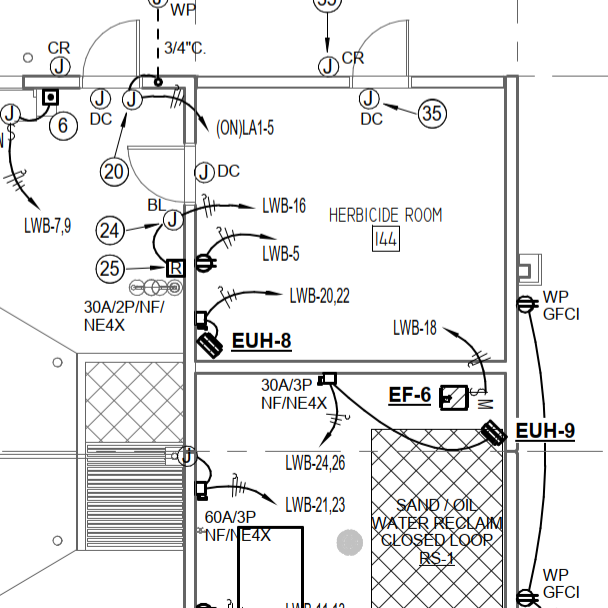 WP
35
3/4"C.
CR
J
J
CR
J
J
J
J
DC
DC
6
35
(ON)LA1-5
20
J
DC
S
LWB-7,9
BL
LWB-16
HERBICIDE ROOM
144
24
J
LWB-5
25
R
30A/2P/NF/
NE4X
LWB-20,22
WP
GFCI
LWB-18
EUH-8
30A/3P
NF/NE4X
EF-6
S
M
EUH-9
J
LWB-24,26
LWB-21,23
60A/3P
NF/NE4X
SAND / OIL
WATER RECLAIM
CLOSED LOOP
RS-1
WP
GFCI